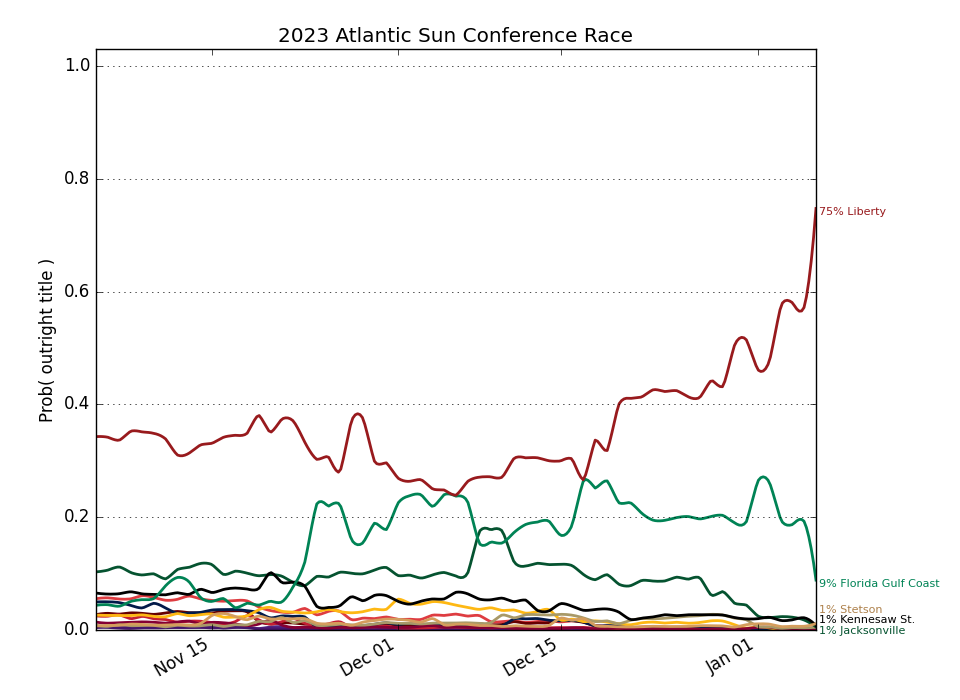 2023 Atlantic Sun Conference Race
Prob( outright title )
1.0
0.8
0.6
0.4
0.2
0.0
75% Liberty
9% Florida Gulf Coast
1% Stetson
1% Kennesaw St.
1% Jacksonville
Nov 15
Dec 01
Dec 15
Jan 01